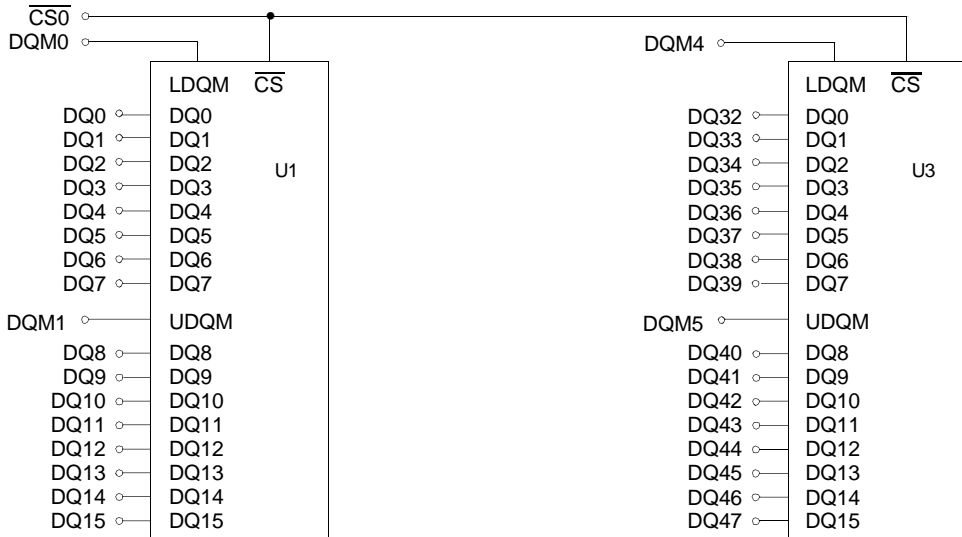 CS0
DQM0
DQM4
LDQM CS
LDQM CS
DQ0 DQ0
DQ32 DQ0
DQ1 DQ1
DQ33 DQ1
DQ2 DQ2
DQ34 DQ2
U1
U3
DQ3 DQ3
DQ35 DQ3
DQ4 DQ4
DQ36 DQ4
DQ5 DQ5
DQ37 DQ5
DQ6 DQ6
DQ38 DQ6
DQ7 DQ7
DQ39 DQ7
DQM1 UDQM
DQM5 UDQM
DQ8 DQ8
DQ40 DQ8
DQ9 DQ9
DQ41 DQ9
DQ10 DQ10
DQ42 DQ10
DQ11 DQ11
DQ43 DQ11
DQ12 DQ12
DQ44 DQ12
DQ13 DQ13
DQ45 DQ13
DQ14 DQ14
DQ46 DQ14
DQ15 DQ15
DQ47 DQ15